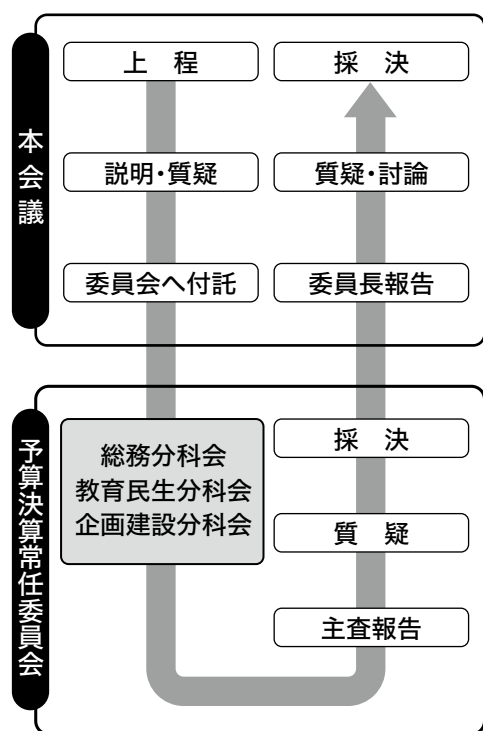 本会議
上程
説明・質疑
委員会へ付託
採決
質疑・討論
委員長報告
予算決算常任委員会
総務分科会
教育民生分科会
企画建設分科会
採決
質疑
主査報告